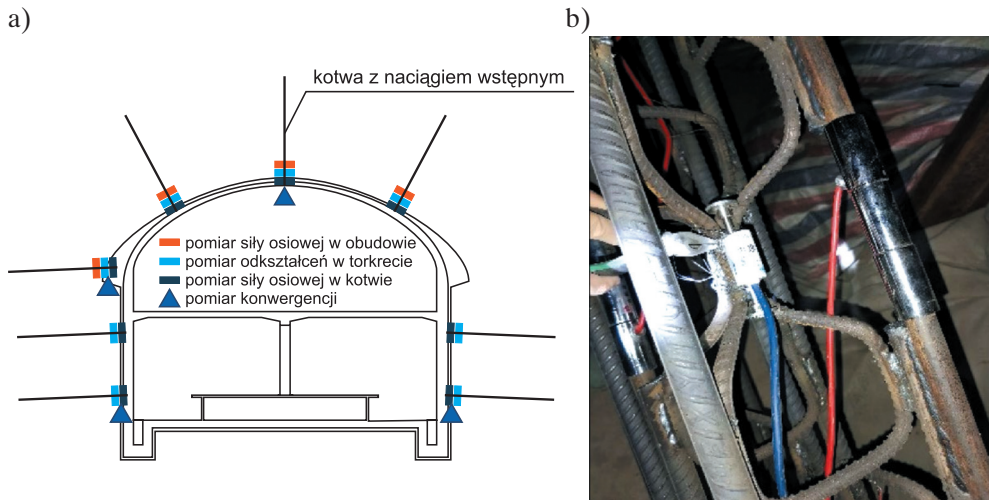 a)
b)
kotwa z naciągiem wstępnym
pomiar siły osiowej w obudowie
pomiar odkształceń w torkrecie
pomiar siły osiowej w kotwie
pomiar konwergencji